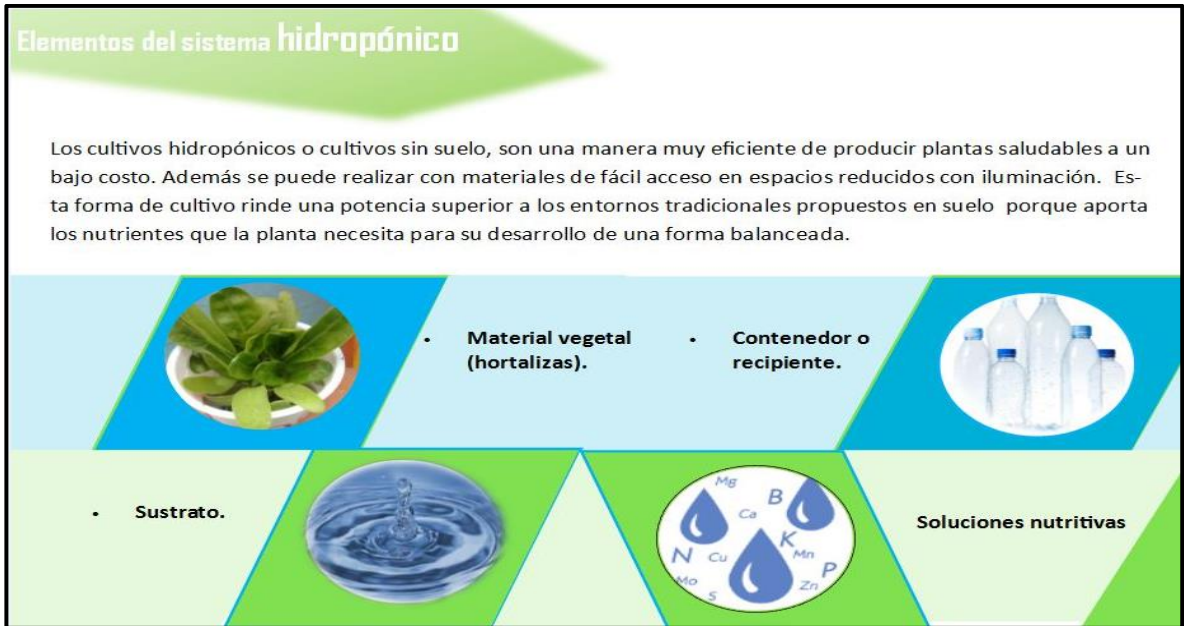 Elementos del sistema hidropónico
Los cultivos hidropónicos o cultivos sin suelo, son una manera muy eficiente de producir plantas saludables a un
bajo costo. Además se puede realizar con materiales de fácil acceso en espacios reducidos con iluminación. Es-
ta forma de cultivo rinde una potencia superior a los entornos tradicionales propuestos en suelo porque aporta
los nutrientes que la planta necesita para su desarrollo de una forma balanceada.
• Material vegetal
(hortalizas).
• Contenedor o
recipiente.
• Sustrato.
Mg
B
Ca
K
N
Cu
Mn
P
Mo
Zn
S
Soluciones nutritivas